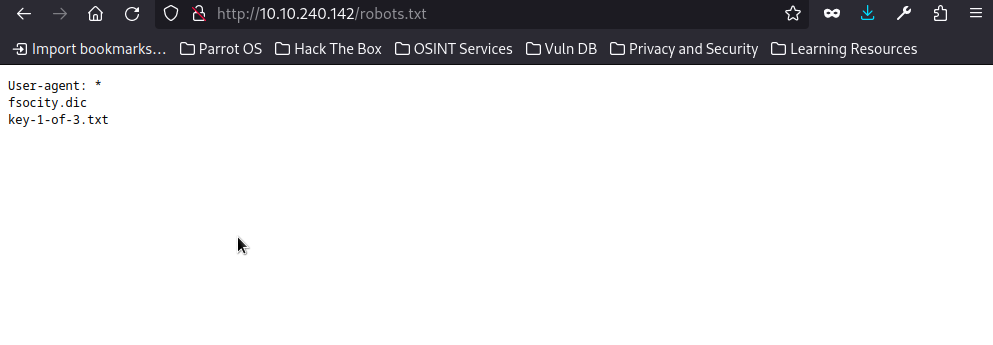 http://10.10.240.142/robots.txt
Import bookmarks... Parrot OS Hack The Box OSINT Services Vuln DB Privacy and Security Learning Resources
User-agent: *
fsocity.dic
key-1-of-3.txt